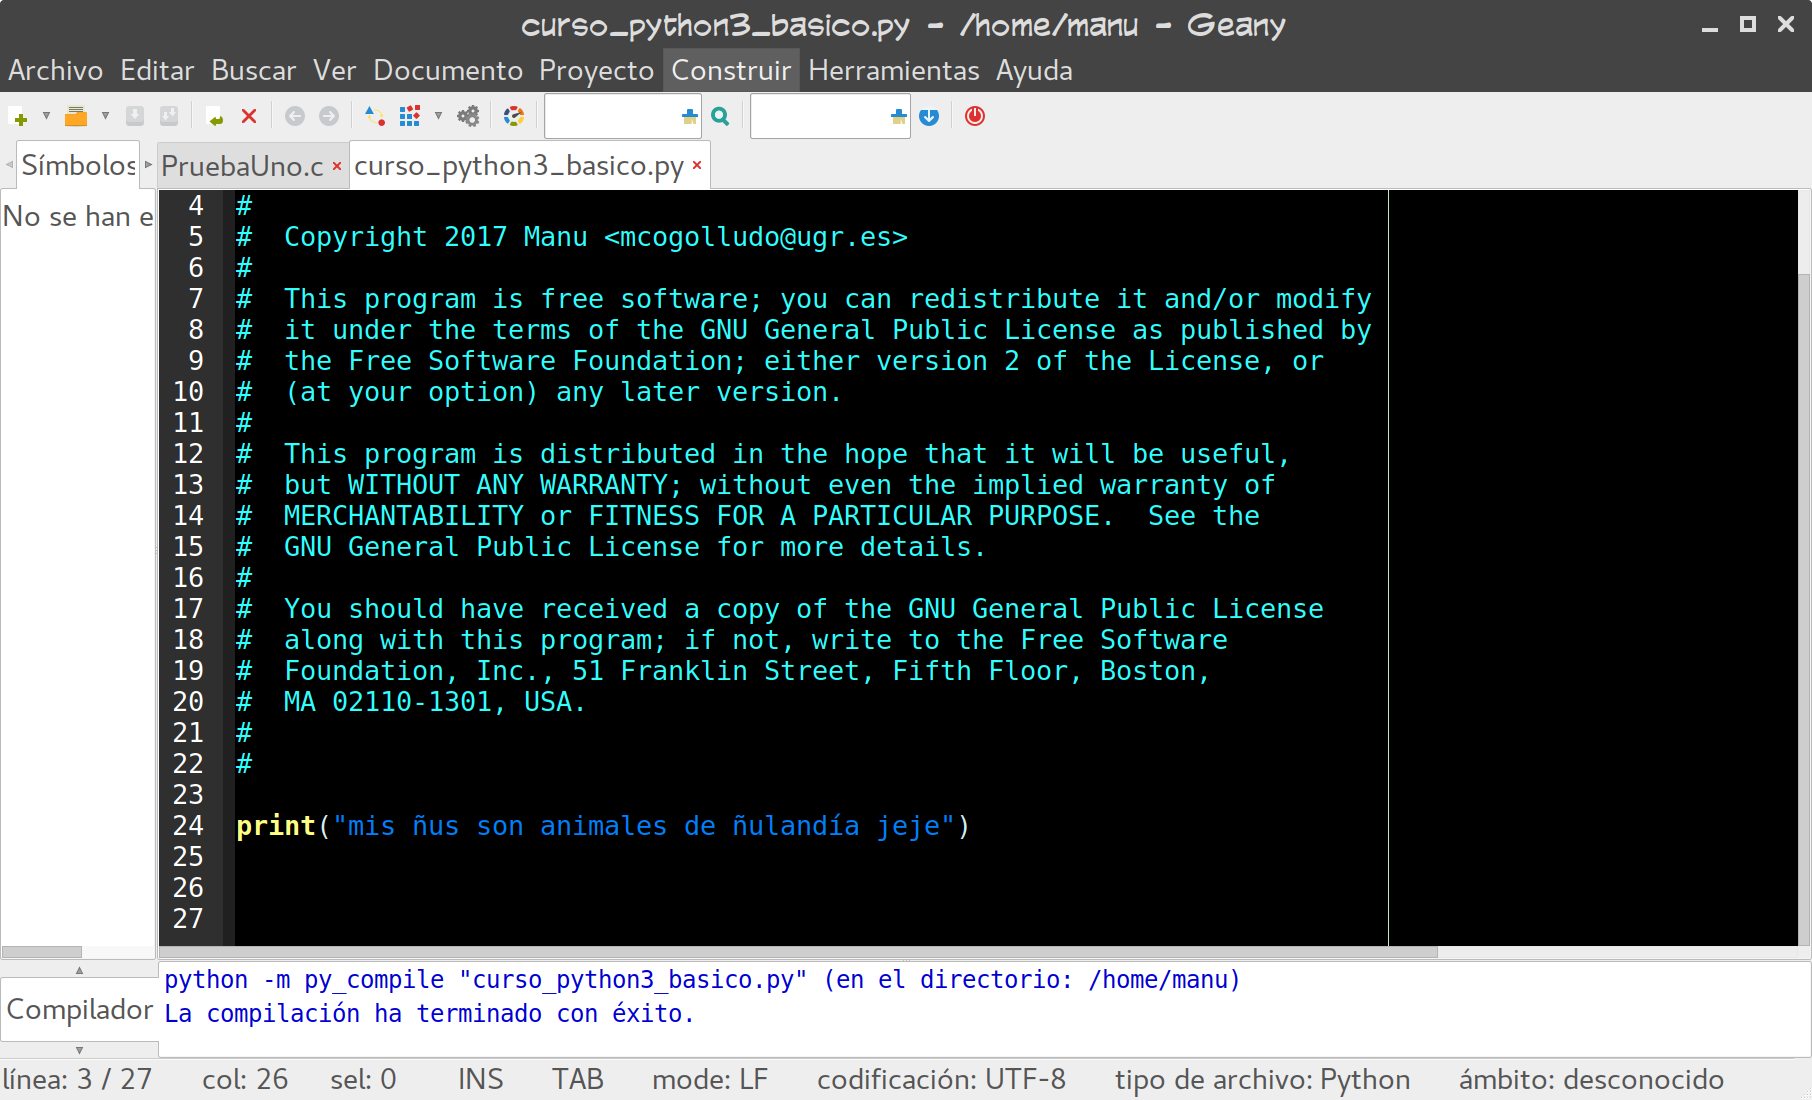 curso_python3_basico.py - /home/manu - Geany
Archivo Editar Buscar Ver Documento Proyecto Construir Herramientas Ayuda
Símbolos PruebaUno.c curso_python3_basico.py
No se han e
4 #
5 #  Copyright 2017 Manu <mcogolludo@ugr.es>
6 #
7 #  This program is free software; you can redistribute it and/or modify
8 #  it under the terms of the GNU General Public License as published by
9 #  the Free Software Foundation; either version 2 of the License, or
10 #  (at your option) any later version.
11 #
12 #  This program is distributed in the hope that it will be useful,
13 #  but WITHOUT ANY WARRANTY; without even the implied warranty of
14 #  MERCHANTABILITY or FITNESS FOR A PARTICULAR PURPOSE.  See the
15 #  GNU General Public License for more details.
16 #
17 #  You should have received a copy of the GNU General Public License
18 #  along with this program; if not, write to the Free Software
19 #  Foundation, Inc., 51 Franklin Street, Fifth Floor, Boston,
20 #  MA 02110-1301, USA.
21 #
22 #
23
24 print("mis ñus son animales de ñulandía jeje")
25
26
27
python -m py_compile "curso_python3_basico.py" (en el directorio: /home/manu)
Compilador
La compilación ha terminado con éxito.
línea: 3 / 27 col: 26 sel: 0 INS TAB mode: LF codificación: UTF-8 tipo de archivo: Python ámbito: desconocido